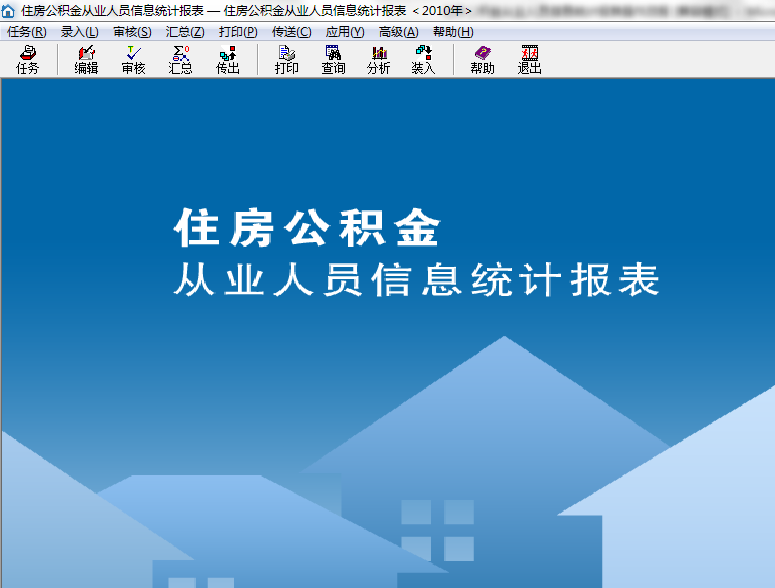 住房公积金从业人员信息统计报表 — 住房公积金从业人员信息统计报表 <2010年>
任务(R) 录入(L) 审核(S) 汇总(Z) 打印(P) 传送(C) 应用(Y) 高级(A) 帮助(H)
任务 编辑 审核 汇总 传出 打印 查询 分析 装入 帮助 退出
住房公积金
从业人员信息统计报表